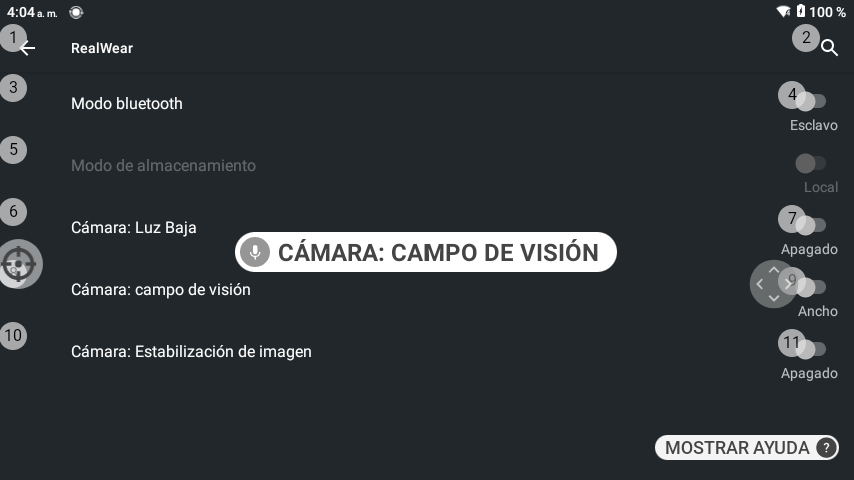 4:04 a. m.
100 %
1
RealWear
2
3
Modo bluetooth
4
Esclavo
5
Modo de almacenamiento
Local
6
Cámara: Luz Baja
7
Apagado
CÁMARA: CAMPO DE VISIÓN
Cámara: campo de visión
9
Ancho
10
Cámara: Estabilización de imagen
11
Apagado
MOSTRAR AYUDA ?